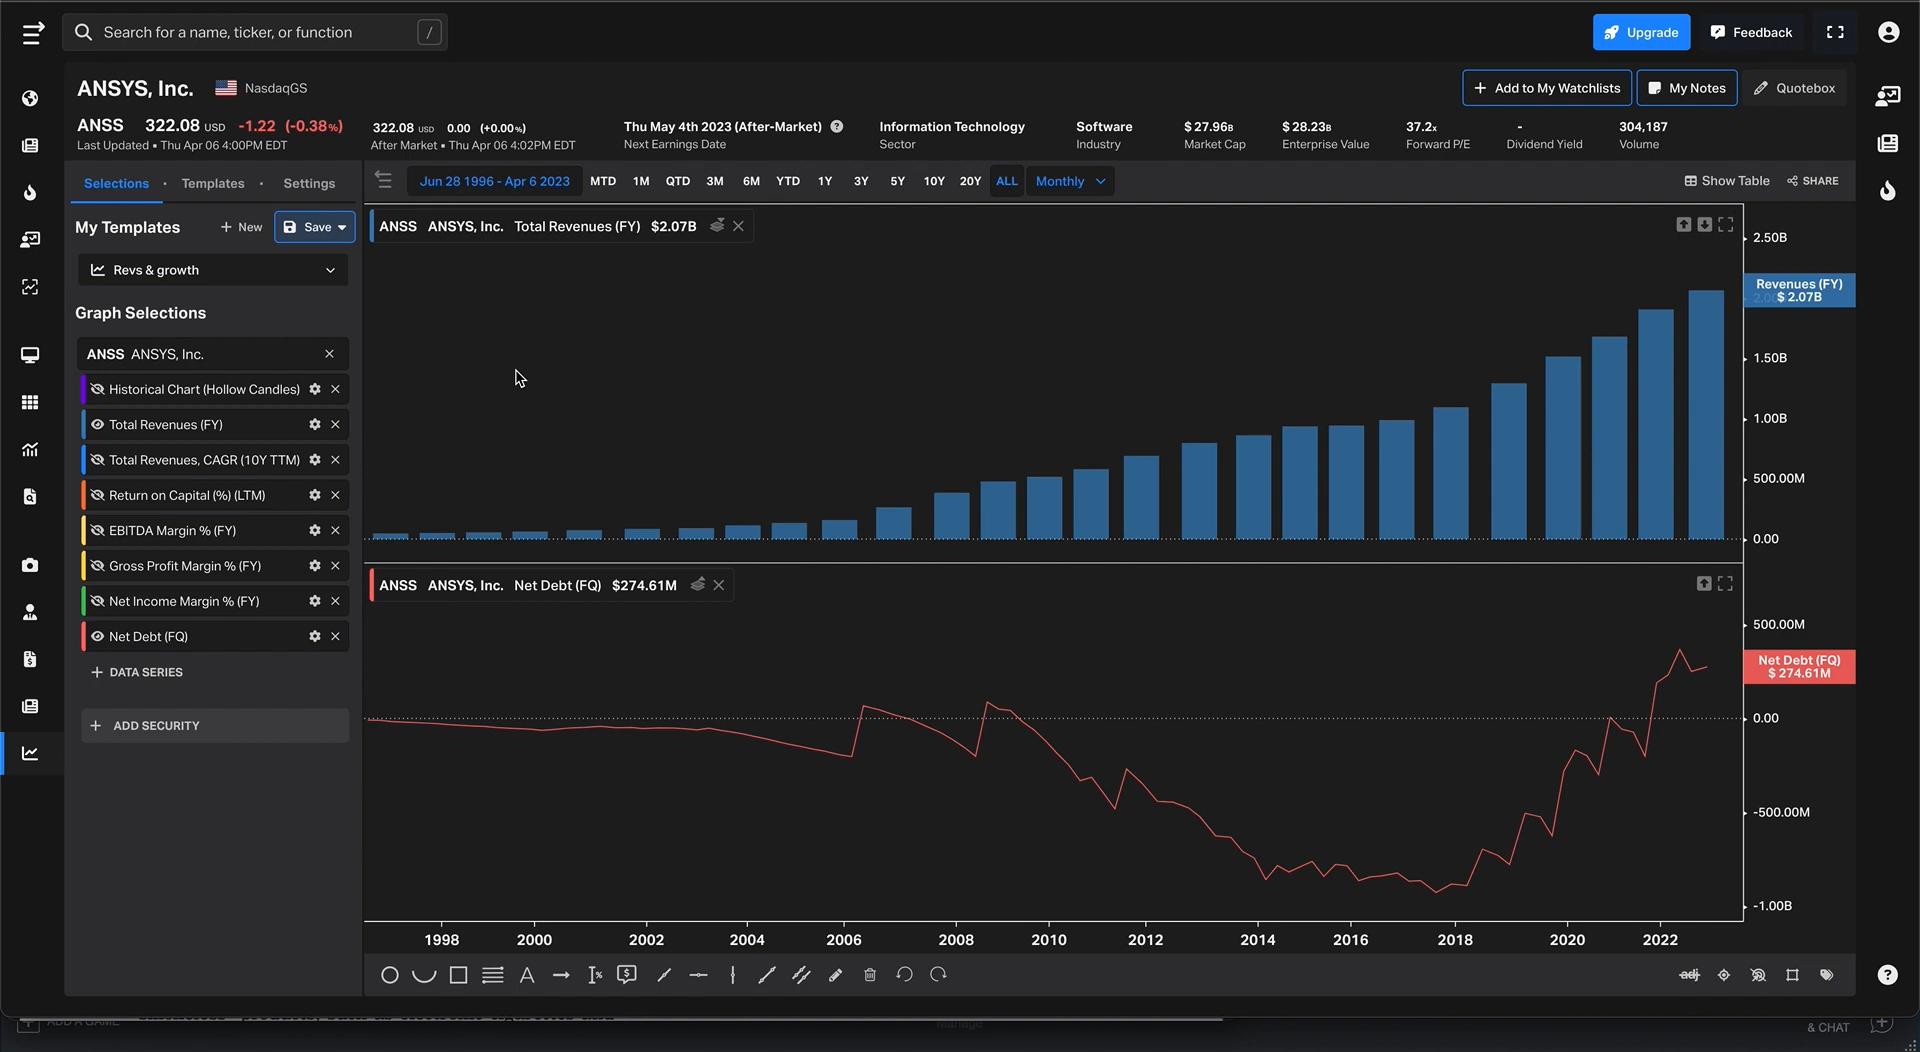 Search for a name, ticker, or function /
Upgrade Feedback
ANSYS, Inc. NasdaqGS
Add to My Watchlists My Notes Quotebox
ANSS 322.08 USD -1.22 (-0.38%)
Last Updated • Thu Apr 06 4:00PM EDT
322.08 USD 0.00 (+0.00%)
After Market • Thu Apr 06 4:02PM EDT
Thu May 4th 2023 (After-Market) ?
Next Earnings Date
Information Technology
Sector
Software
Industry
$ 27.96B
Market Cap
$ 28.23B
Enterprise Value
37.2x
Forward P/E
-
Dividend Yield
304,187
Volume
Selections • Templates • Settings
Jun 28 1996 - Apr 6 2023 MTD 1M QTD 3M 6M YTD 1Y 3Y 5Y 10Y 20Y ALL Monthly
Show Table SHARE
My Templates + New Save
Revs & growth
Graph Selections
ANSS ANSYS, Inc.
Historical Chart (Hollow Candles)
Total Revenues (FY)
Total Revenues, CAGR (10Y TTM)
Return on Capital (%) (LTM)
EBITDA Margin % (FY)
Gross Profit Margin % (FY)
Net Income Margin % (FY)
Net Debt (FQ)
+ DATA SERIES
+ ADD SECURITY
ANSS ANSYS, Inc. Total Revenues (FY) $2.07B
2.50B
Revenues (FY)
$ 2.07B
1.50B
1.00B
500.00M
0.00
ANSS ANSYS, Inc. Net Debt (FQ) $274.61M
500.00M
Net Debt (FQ)
$ 274.61M
0.00
-500.00M
-1.00B
1998 2000 2002 2004 2006 2008 2010 2012 2014 2016 2018 2020 2022
A adj ?
ADD A GAME
Manage
& CHAT